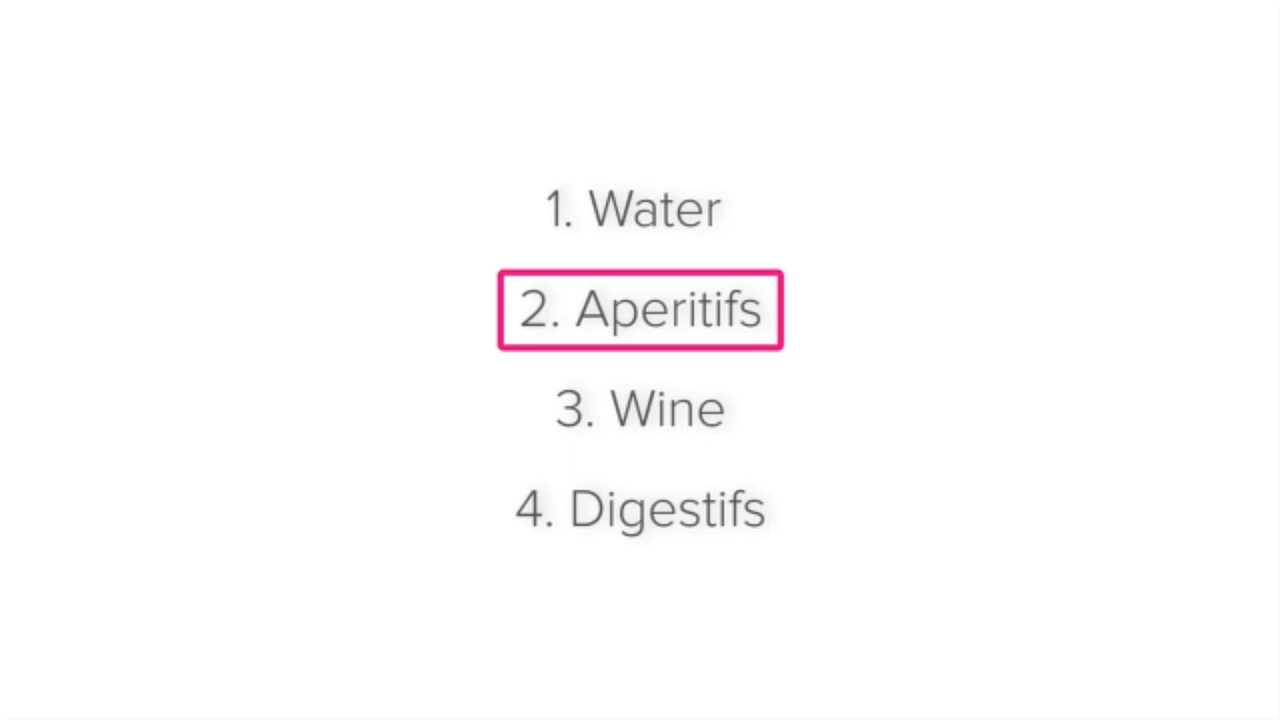 1. Water
2. Aperitifs
3. Wine
4. Digestifs